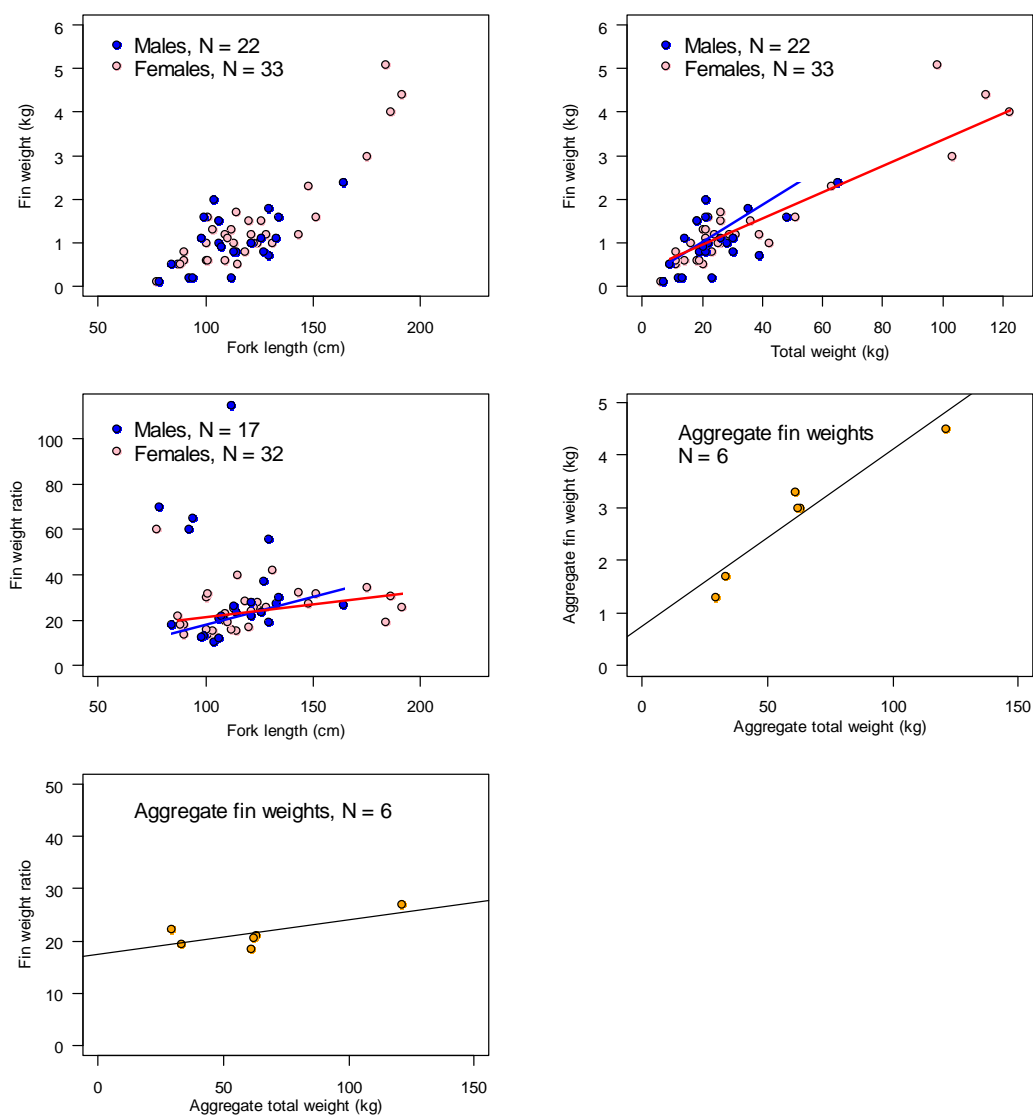 Fin weight (kg)
6
5
4
3
2
1
0
Males, N = 22
Females, N = 33
50 100 150 200
Fork length (cm)
Fin weight (kg)
6
5
4
3
2
1
0
Males, N = 22
Females, N = 33
0 20 40 60 80 100 120
Total weight (kg)
Fin weight ratio
100
80
60
40
20
0
Males, N = 17
Females, N = 32
50 100 150 200
Fork length (cm)
Aggregate fin weight (kg)
5
4
3
2
1
0
Aggregate fin weights
N = 6
0 50 100 150
Aggregate total weight (kg)
Fin weight ratio
50
40
30
20
10
0
Aggregate fin weights, N = 6
0 50 100 150
Aggregate total weight (kg)